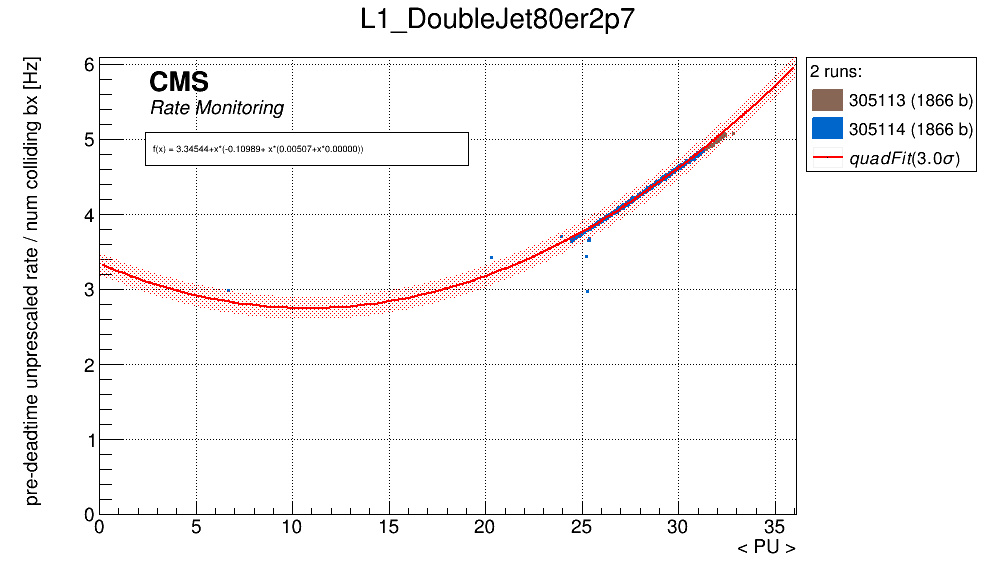 L1_DoubleJet80er2p7
pre-deadtime unprescaled rate / num colliding bx [Hz]
6
5
4
3
2
1
0
CMS
Rate Monitoring
f(x) = 3.34544+x*(-0.10989+ x*(0.00507+x*0.00000))
0 5 10 15 20 25 30 35
< PU >
2 runs:
305113 (1866 b)
305114 (1866 b)
quadFit(3.0σ)